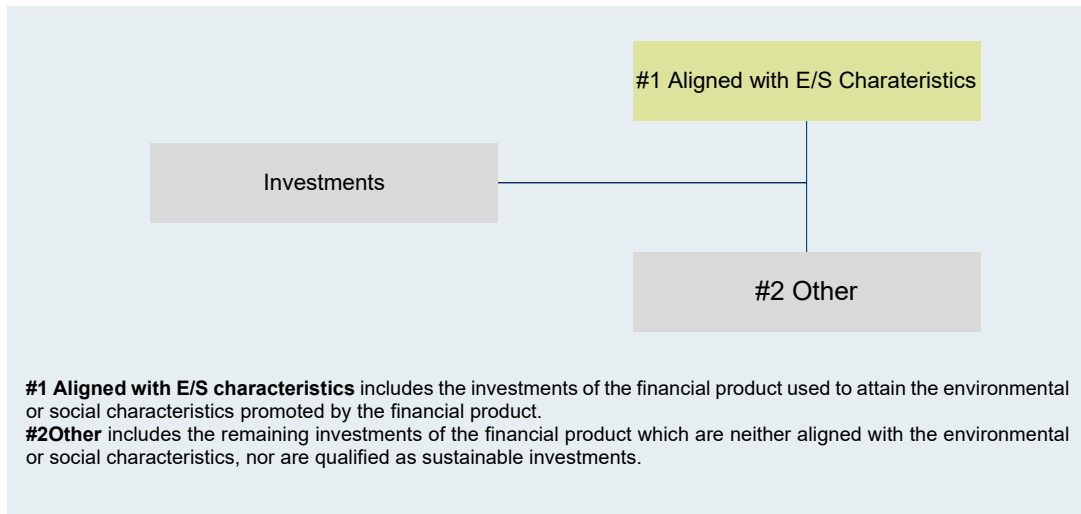 #1 Aligned with E/S Charateristics
Investments
#2 Other
#1 Aligned with E/S characteristics includes the investments of the financial product used to attain the environmental
or social characteristics promoted by the financial product.
#2Other includes the remaining investments of the financial product which are neither aligned with the environmental
or social characteristics, nor are qualified as sustainable investments.